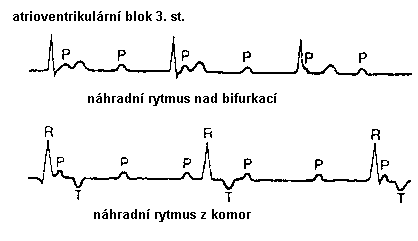 atrioventrikulární blok 3. st.
P P P P P P
náhradní rytmus nad bifurkací
R R R
P P P P P P
T T T
náhradní rytmus z komor